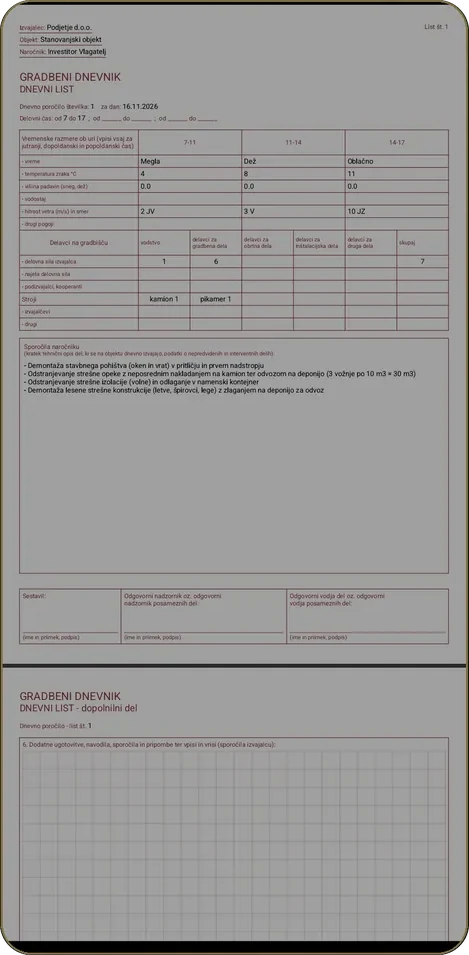 Izvajalec: Podjetje d.o.o.
List št. 1
Objekt: Stanovanjski objekt
Naročnik: Investitor Vlagatelj
GRADBENI DNEVNIK
DNEVNI LIST
Dnevno poročilo številka: 1 za dan: 16.11.2026
Delovni čas: od 7 do 17 ; od ______ do ______ ; od ______ do ______
Vremenske razmere ob uri (vpisi vsaj za jutranji, dopoldanski in popoldanski čas) 7-11 11-14 14-17
- vreme Megla Dež Oblačno
- temperatura zraka °C 4 8 11
- višina padavin (sneg, dež) 0.0 0.0 0.0
- vodostaj
- hitrost vetra (m/s) in smer 2 JV 3 V 10 JZ
- drugi pogoji
Delavci na gradbišču vodstvo delavci za gradbena dela delavci za obrtna dela delavci za inštalacijska dela delavci za druga dela skupaj
- delovna sila izvajalca 1 6 7
- najeta delovna sila
- podizvajalci, kooperanti
Stroji kamion 1 pikamer 1
- izvajalčevi
- drugi
Sporočila naročniku
(kratek tehnični opis del, ki se na objektu dnevno izvajajo, podatki o nepredvidenih in interventnih delih):
- Demontaža stavbnega pohištva (oken in vrat) v pritličju in prvem nadstropju
- Odstranjevanje strešne opeke z neposrednim nakladanjem na kamion ter odvozom na deponijo (3 vožnje po 10 m3 = 30 m3)
- Odstranjevanje strešne izolacije (volne) in odlaganje v namenski kontejner
- Demontaža lesene strešne konstrukcije (letve, špirovci, lege) z zlaganjem na deponijo za odvoz
Sestavil:
Odgovorni nadzornik oz. odgovorni
nadzornik posameznih del:
Odgovorni vodja del oz. odgovorni
vodja posameznih del:
(ime in priimek, podpis) (ime in priimek, podpis) (ime in priimek, podpis)
GRADBENI DNEVNIK
DNEVNI LIST - dopolnilni del
Dnevno poročilo - list št. 1
6. Dodatne ugotovitve, navodila, sporočila in pripombe ter vpisi in vrisi (sporočila izvajalcu):